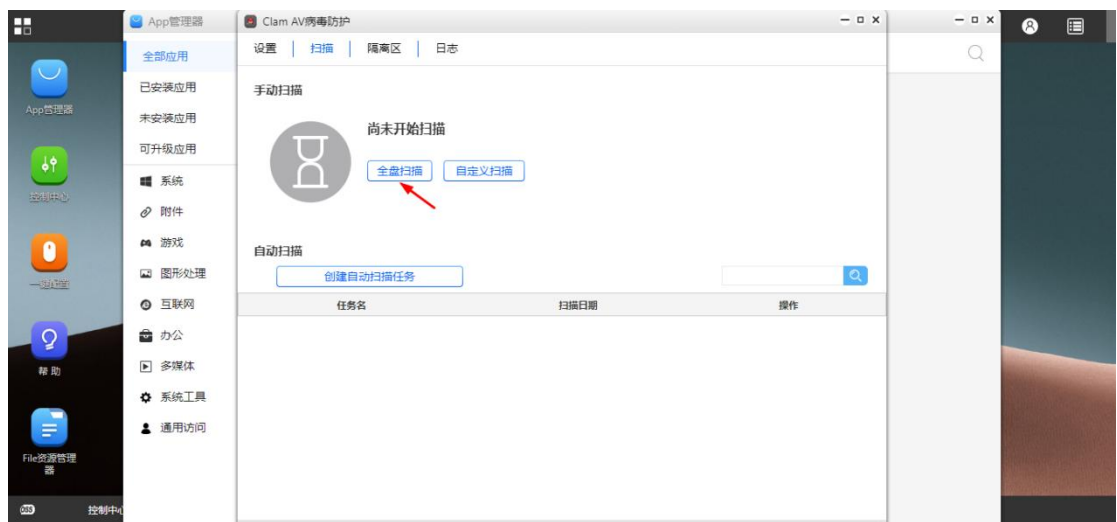 App管理器
控制中心
一键配置
帮 助
File资源管理
器
控制中心
App管理器
全部应用
已安装应用
未安装应用
可升级应用
系统
附件
游戏
图形处理
互联网
办公
多媒体
系统工具
通用访问
Clam AV病毒防护
设置 扫描 隔离区 日志
手动扫描
尚未开始扫描
全盘扫描 自定义扫描
自动扫描
创建自动扫描任务
任务名 扫描日期 操作